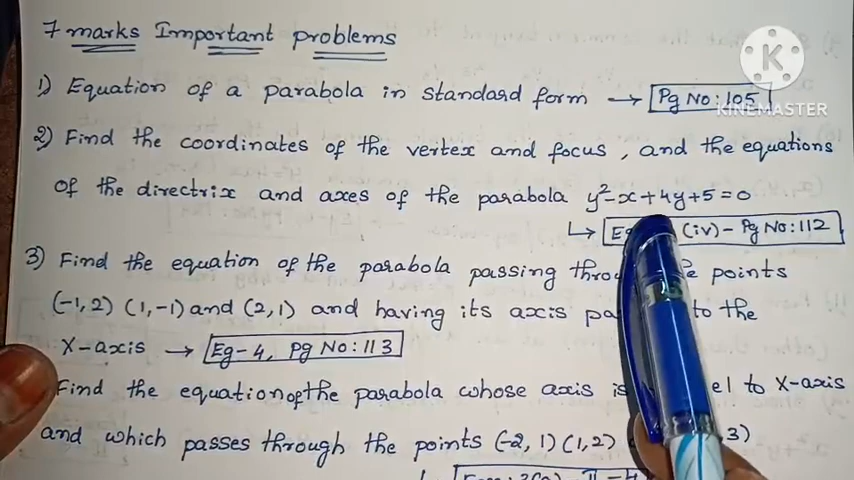 7 marks Important problems
1) Equation of a parabola in standard form → Pg No: 105
KINEMASTER
2) Find the coordinates of the vertex and focus, and the equations
of the directrix and axes of the parabola y²-x+4y+5=0
(iv) - Pg No: 112
3) Find the equation of the parabola passing the points
(-1,2) (1,-1) and (2,1) and having its axis to the
X-axis → Eg-4, Pg No: 113
Find the equation of the parabola whose axis to X-axis
and which passes through the points (-2,1) (1,2) 3)